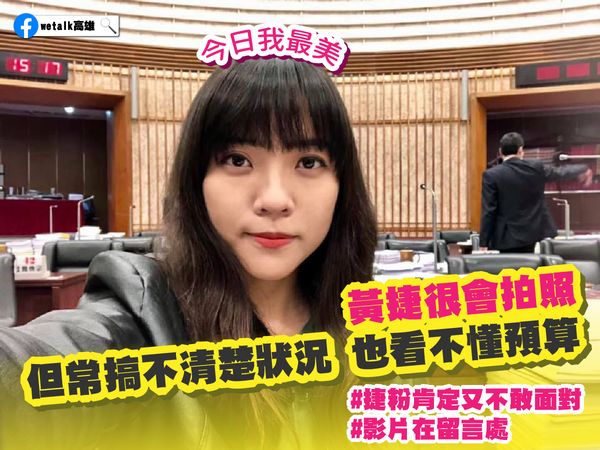 wetalk高雄
今日我最美
15 17
黃捷很會拍照
但常搞不清楚狀況 也看不懂預算
#捷粉肯定又不敢面對
#影片在留言處